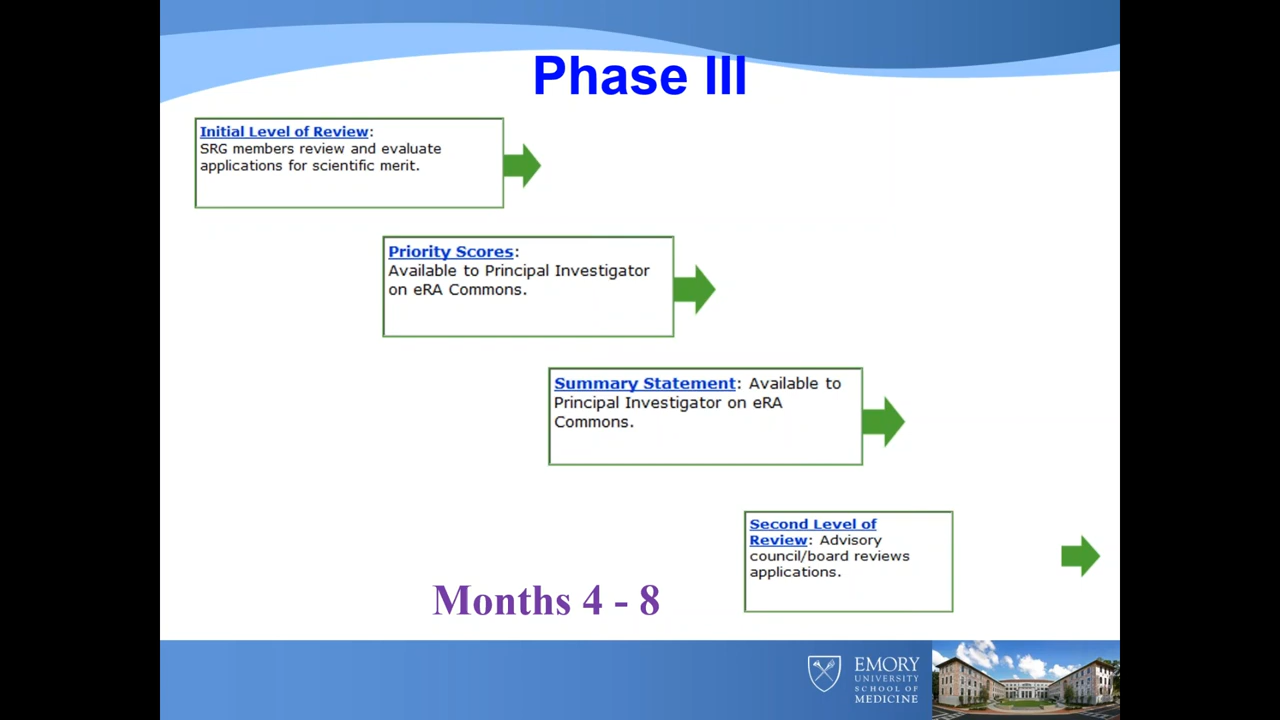 Phase III
Initial Level of Review:
SRG members review and evaluate
applications for scientific merit.
Priority Scores:
Available to Principal Investigator
on eRA Commons.
Summary Statement: Available to
Principal Investigator on eRA
Commons.
Second Level of
Review: Advisory
council/board reviews
applications.
Months 4 - 8
EMORY
UNIVERSITY
SCHOOL OF
MEDICINE